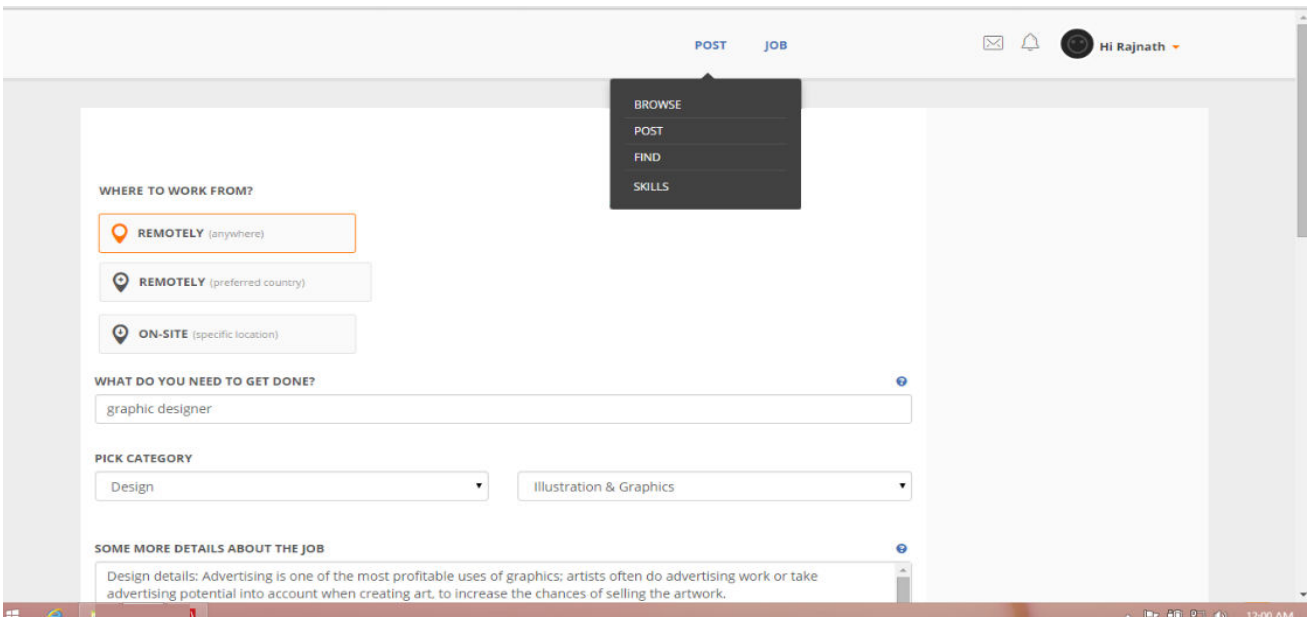 POST JOB
Hi Rajnath
BROWSE
POST
FIND
SKILLS
WHERE TO WORK FROM?
REMOTELY (anywhere)
REMOTELY (preferred country)
ON-SITE (specific location)
WHAT DO YOU NEED TO GET DONE?
graphic designer
PICK CATEGORY
Design Illustration & Graphics
SOME MORE DETAILS ABOUT THE JOB
Design details: Advertising is one of the most profitable uses of graphics; artists often do advertising work or take
advertising potential into account when creating art, to increase the chances of selling the artwork.
12:00 AM